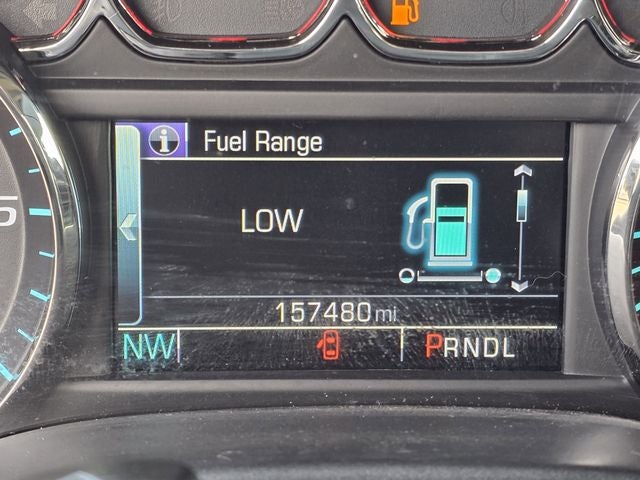 Fuel Range
LOW
157480 mi
NW PRNDL